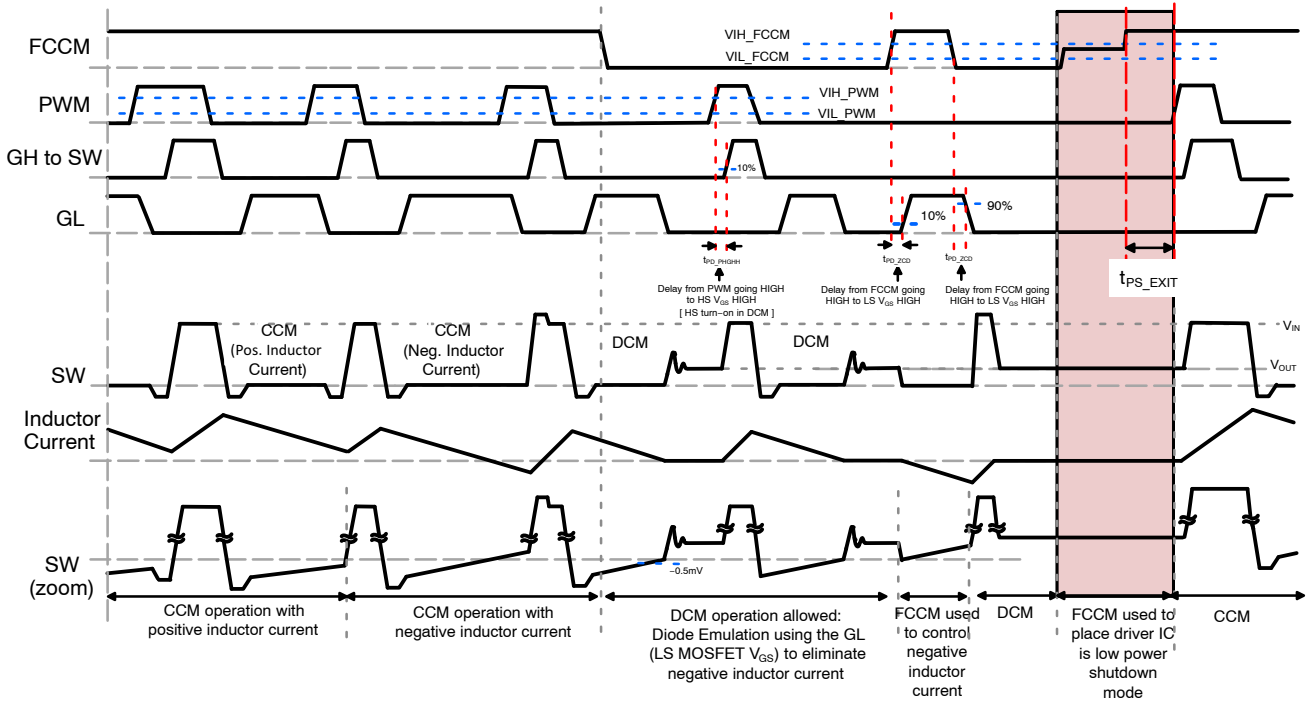 FCCM
VIH_FCCM
VIL_FCCM
PWM
VIH_PWM
VIL_PWM
GH to SW
10%
GL
10%
90%
tPD_PHGHH
tPD_ZCD
tPD_ZCD
tPS_EXIT
Delay from PWM going HIGH
to HS VGS HIGH
[ HS turn-on in DCM ]
Delay from FCCM going
HIGH to LS VGS HIGH
Delay from FCCM going
HIGH to LS VGS HIGH
SW
CCM
(Pos. Inductor
Current)
CCM
(Neg. Inductor
Current)
DCM
DCM
VIN
VOUT
Inductor
Current
SW
(zoom)
-0.5mV
CCM operation with
positive inductor current
CCM operation with
negative inductor current
DCM operation allowed:
Diode Emulation using the GL
(LS MOSFET VGS) to eliminate
negative inductor current
FCCM used
to control
negative
inductor
current
DCM
FCCM used to
place driver IC
is low power
shutdown
mode
CCM